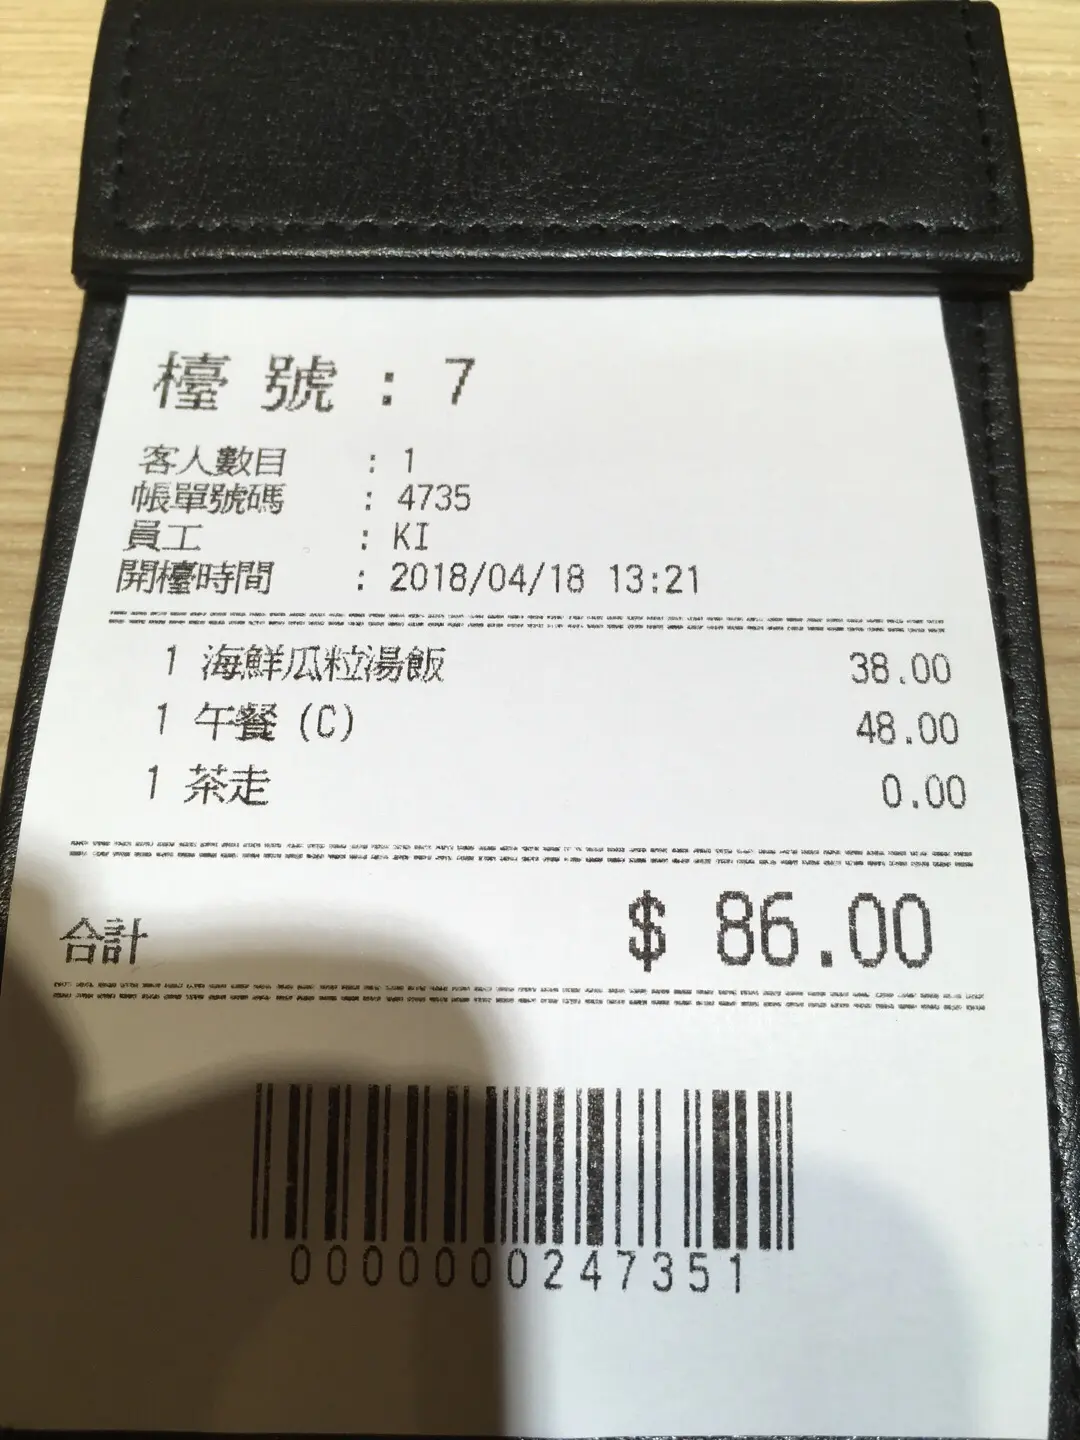 檯號 : 7
客人數目 : 1
帳單號碼 : 4735
員工 : KI
開檯時間 : 2018/04/18 13:21
1 海鮮瓜粒湯飯 38.00
1 午餐(C) 48.00
1 茶走 0.00
合計 $ 86.00
0000000247351